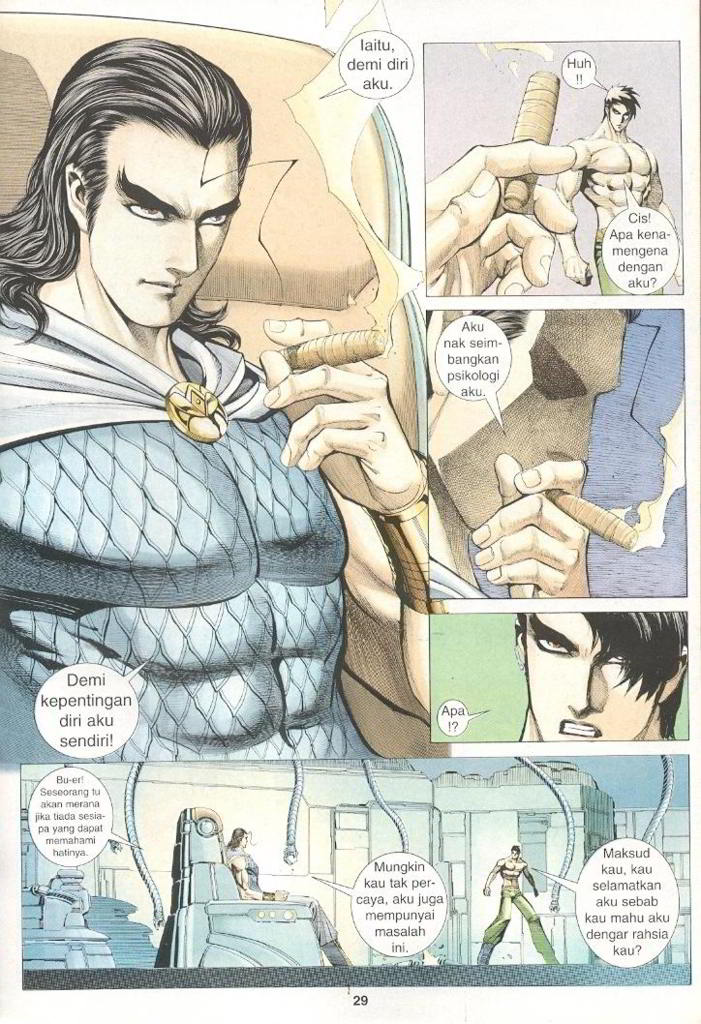 Iaitu,
demi diri
aku.
Demi
kepentingan
diri aku
sendiri!
Huh
!!
Cis!
Apa kena-
mengena
dengan
aku?
Aku
nak seim-
bangkan
psikologi
aku.
Apa
!?
Bu-er!
Seseorang tu
akan merana
jika tiada sesia-
pa yang dapat
memahami
hatinya.
Mungkin
kau tak per-
caya, aku juga
mempunyai
masalah
ini.
Maksud
kau, kau
selamatkan
aku sebab
kau mahu aku
dengar rahsia
kau?
29